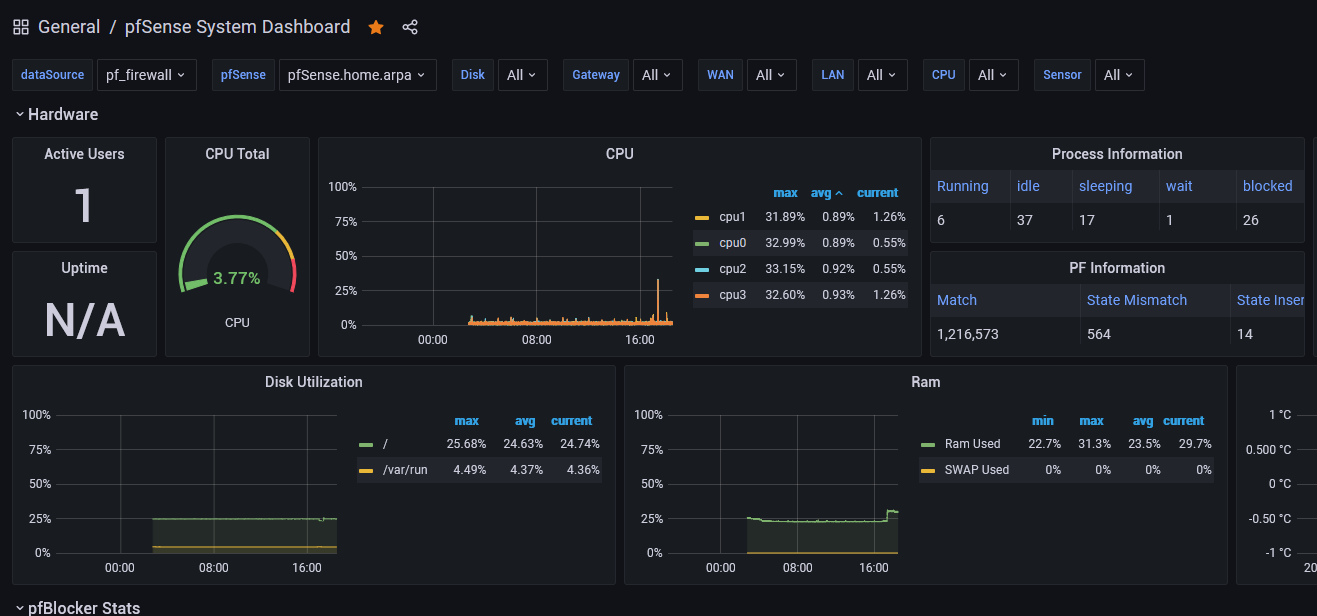 General / pfSense System Dashboard
dataSource pf_firewall pfSense pfSense.home.arpa Disk All Gateway All WAN All LAN All CPU All Sensor All
Hardware
Active Users
1
Uptime
N/A
CPU Total
3.77%
CPU
CPU
100%
75%
50%
25%
0%
00:00 08:00 16:00
max avg current
cpu1 31.89% 0.89% 1.26%
cpu0 32.99% 0.89% 0.55%
cpu2 33.15% 0.92% 0.55%
cpu3 32.60% 0.93% 1.26%
Process Information
Running idle sleeping wait blocked
6 37 17 1 26
PF Information
Match State Mismatch State Inser
1,216,573 564 14
Disk Utilization
100%
75%
50%
25%
0%
00:00 08:00 16:00
max avg current
/ 25.68% 24.63% 24.74%
/var/run 4.49% 4.37% 4.36%
Ram
100%
75%
50%
25%
0%
00:00 08:00 16:00
min max avg current
Ram Used 22.7% 31.3% 23.5% 29.7%
SWAP Used 0% 0% 0% 0%
1 °C
0.500 °C
0 °C
-0.50 °C
-1 °C
20
pfBlocker Stats